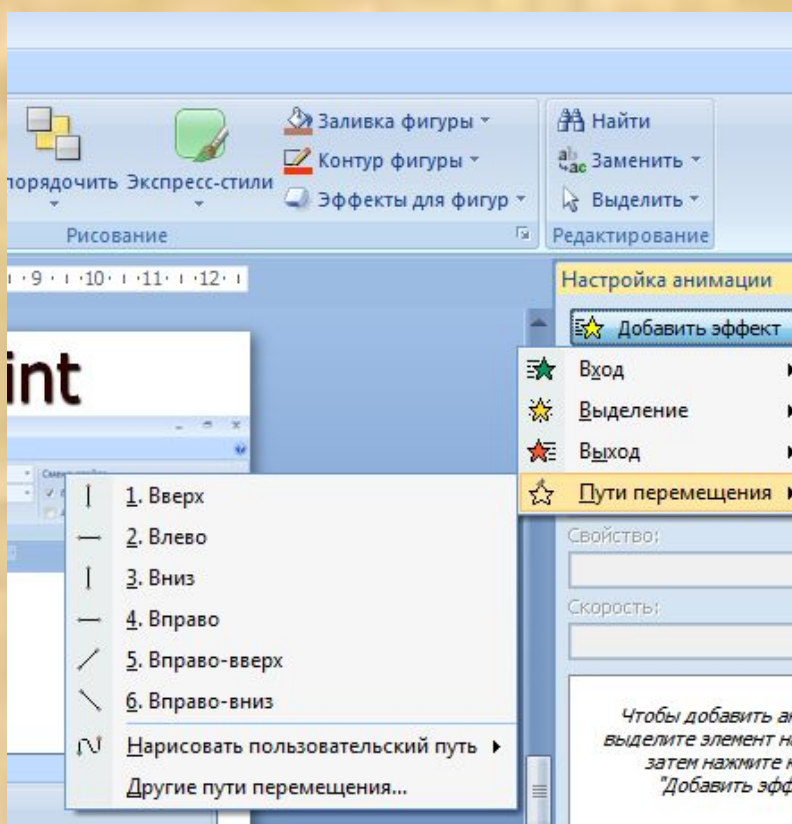 Заливка фигуры
Контур фигуры
Эффекты для фигур
порядочить Экспресс-стили
Рисование
Найти
Заменить
Выделить
Редактирование
9 10 11 12
int
Настройка анимации
Добавить эффект
Вход
Выделение
Выход
Пути перемещения
1. Вверх
2. Влево
3. Вниз
4. Вправо
5. Вправо-вверх
6. Вправо-вниз
Нарисовать пользовательский путь
Другие пути перемещения...
Свойство:
Скорость:
Чтобы добавить ан
выделите элемент н
затем нажмите к
"Добавить эфф